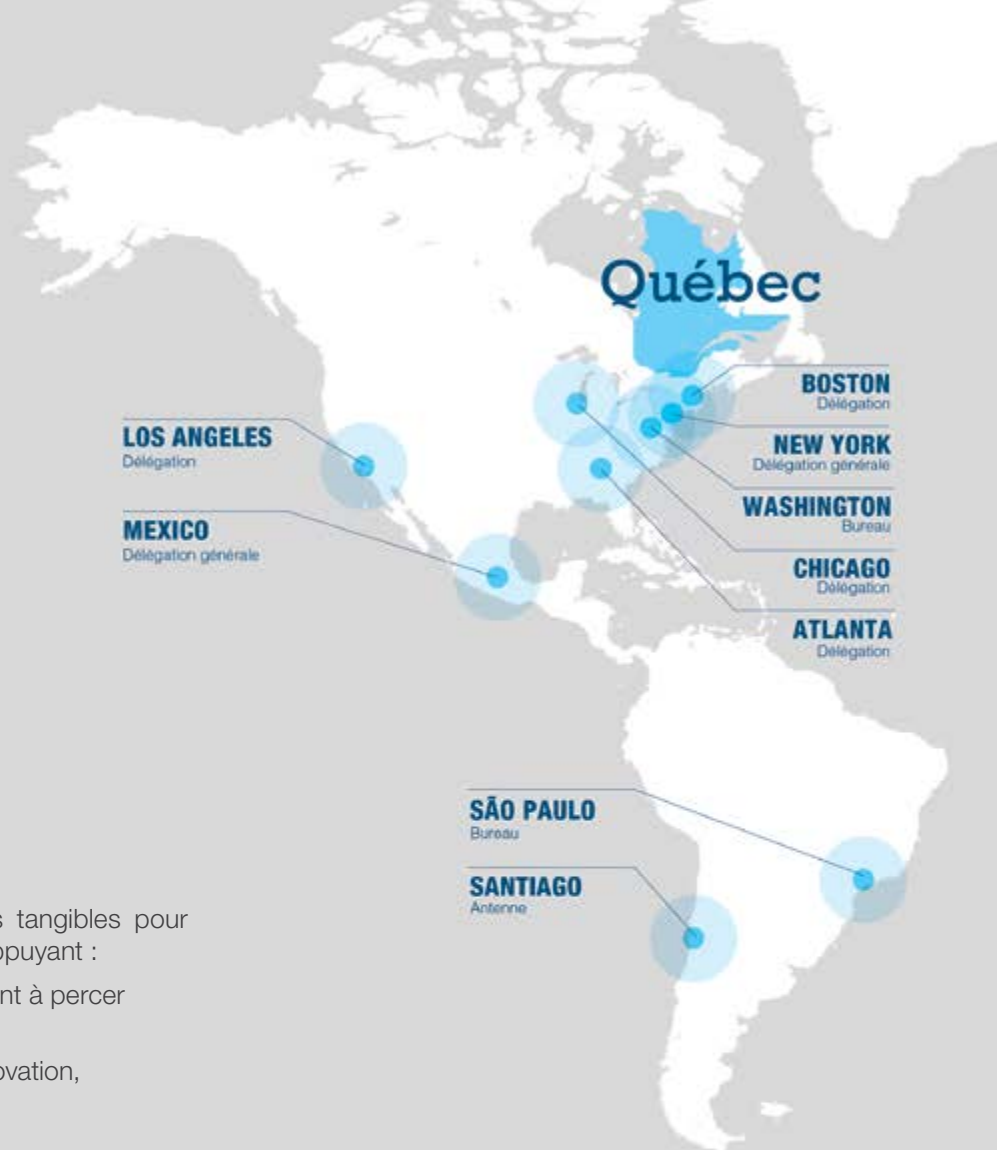 Québec
BOSTON
Délégation
LOS ANGELES
Délégation
NEW YORK
Délégation générale
WASHINGTON
Bureau
MEXICO
Délégation générale
CHICAGO
Délégation
ATLANTA
Délégation
SÃO PAULO
Bureau
SANTIAGO
Antenne
tangibles pour
puyant :
nt à percer
ovation,